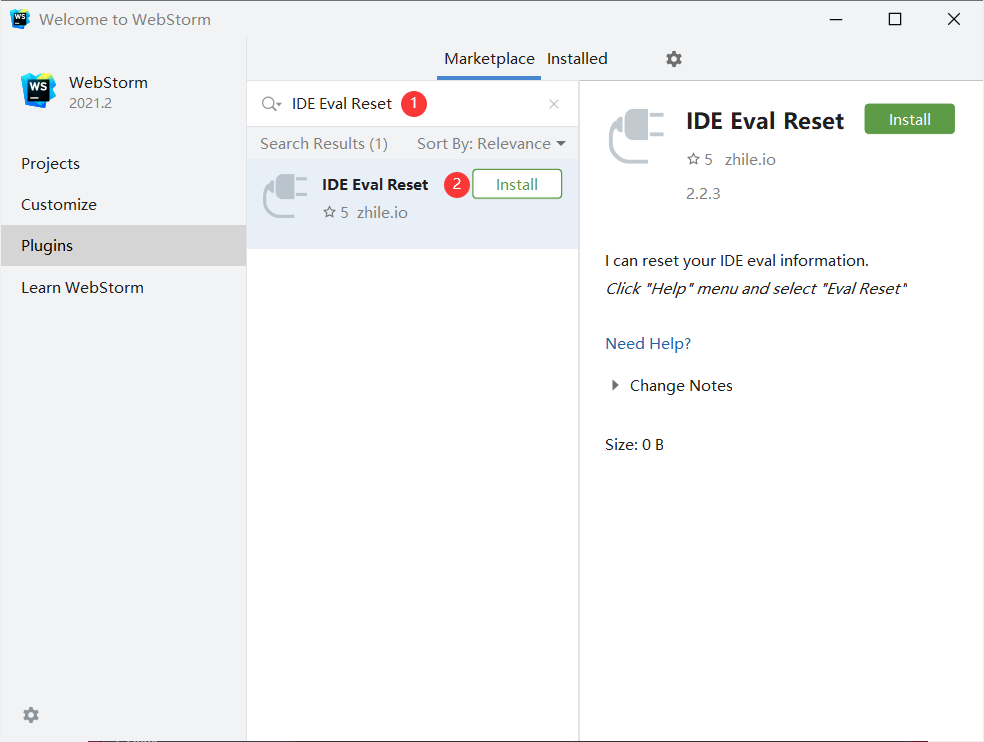 Welcome to WebStorm
WebStorm
2021.2
Projects
Customize
Plugins
Learn WebStorm
Marketplace Installed
IDE Eval Reset 1
Search Results (1) Sort By: Relevance
IDE Eval Reset 2 Install
5 zhile.io
IDE Eval Reset Install
5 zhile.io
2.2.3
I can reset your IDE eval information.
Click "Help" menu and select "Eval Reset"
Need Help?
Change Notes
Size: 0 B